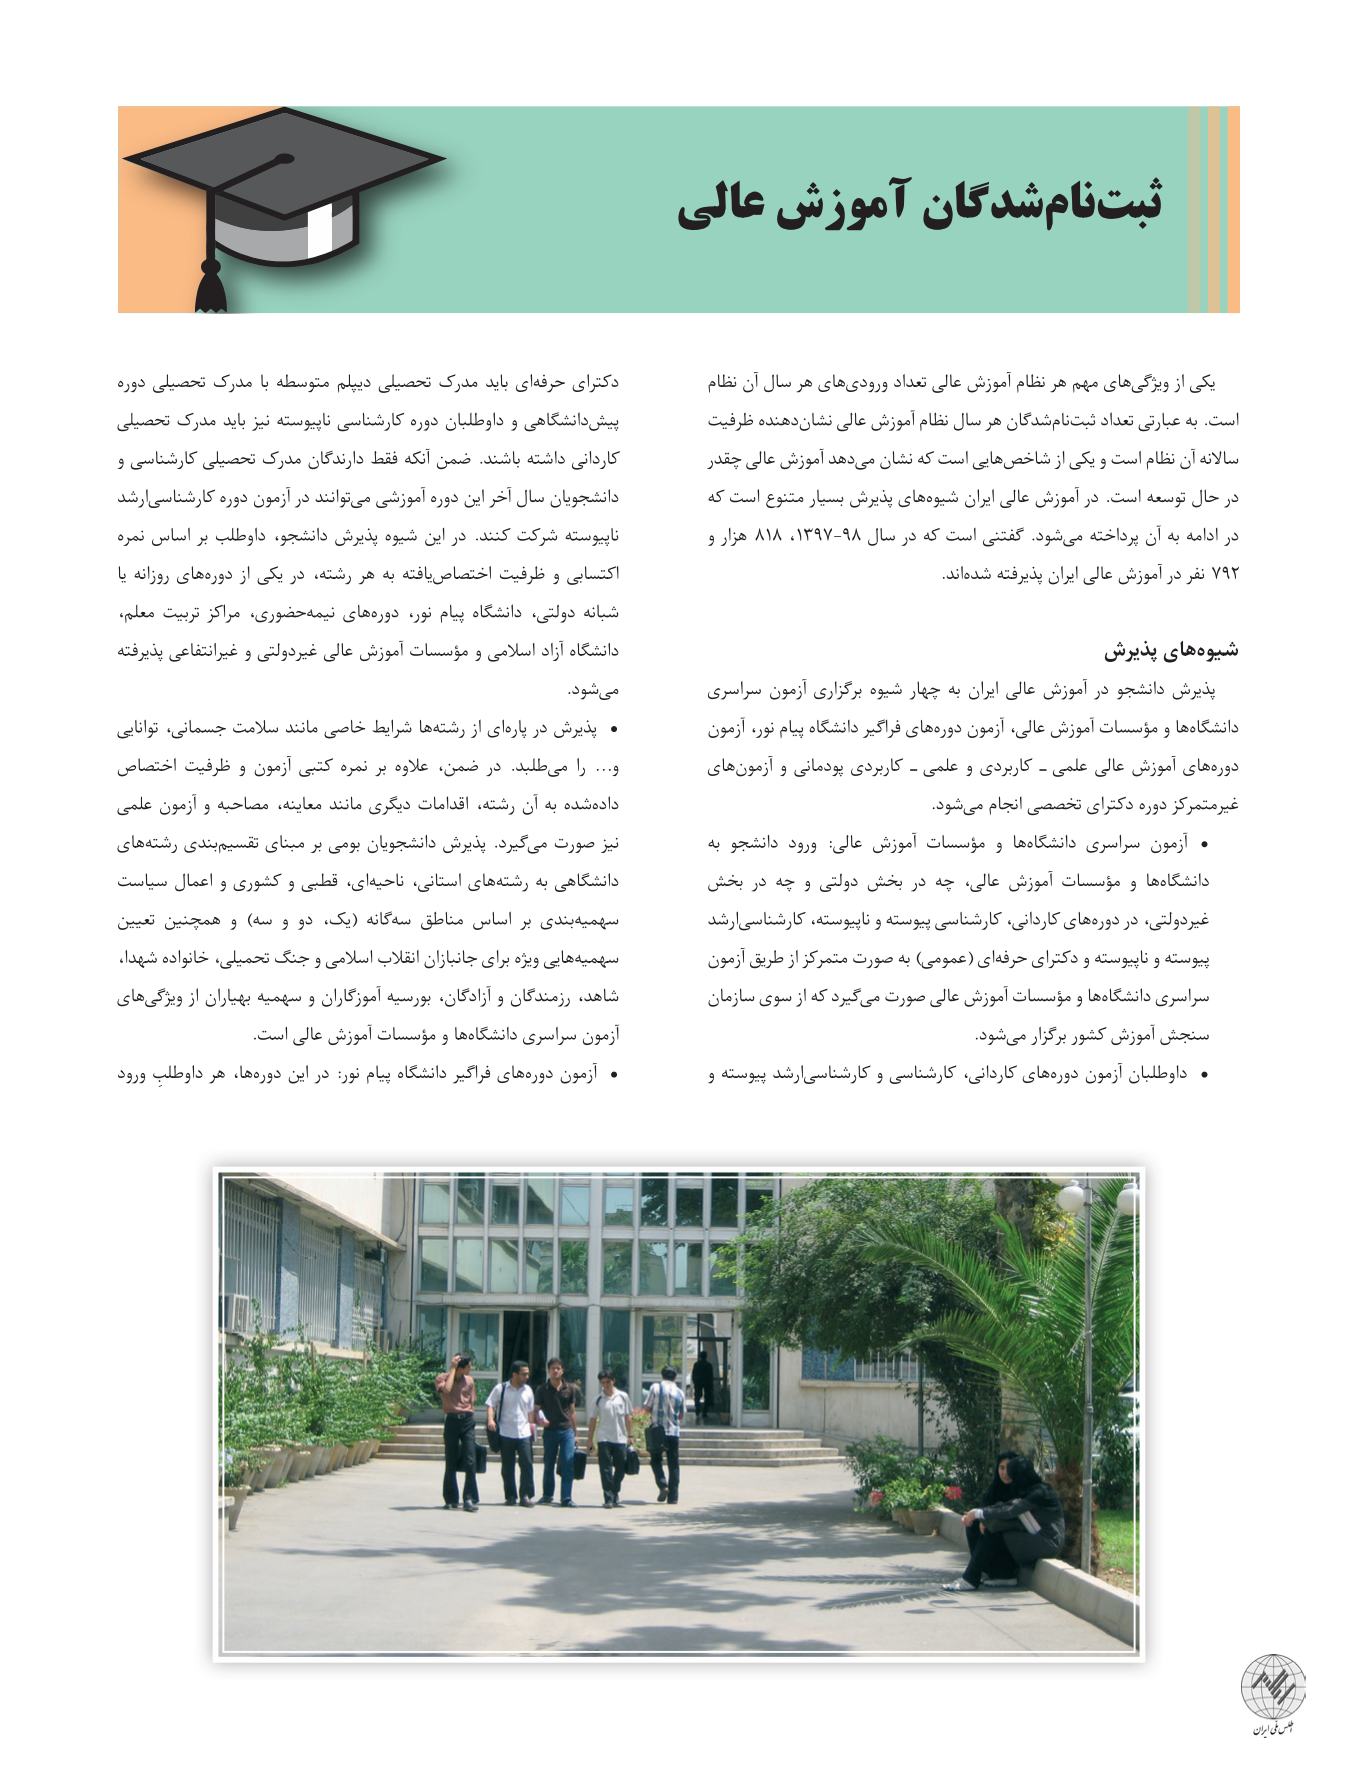 ثبت‌نام‌شدگان آموزش عالی
یکی از ویژگی‌های مهم هر نظام آموزش عالی تعداد ورودی‌های هر سال آن نظام
است. به عبارتی تعداد ثبت‌نام‌شدگان هر سال نظام آموزش عالی نشان‌دهنده ظرفیت
سالانه آن نظام است و یکی از شاخص‌هایی است که نشان می‌دهد آموزش عالی چقدر
در حال توسعه است. در آموزش عالی ایران شیوه‌های پذیرش بسیار متنوع است که
در ادامه به آن پرداخته می‌شود. گفتنی است که در سال ۹۸-۱۳۹۷، ۸۱۸ هزار و
۷۹۲ نفر در آموزش عالی ایران پذیرفته شده‌اند.
شیوه‌های پذیرش
پذیرش دانشجو در آموزش عالی ایران به چهار شیوه برگزاری آزمون سراسری
دانشگاه‌ها و مؤسسات آموزش عالی، آزمون دوره‌های فراگیر دانشگاه پیام نور، آزمون
دوره‌های آموزش عالی علمی ـ کاربردی و علمی ـ کاربردی پودمانی و آزمون‌های
غیرمتمرکز دوره دکترای تخصصی انجام می‌شود.
• آزمون سراسری دانشگاه‌ها و مؤسسات آموزش عالی: ورود دانشجو به
دانشگاه‌ها و مؤسسات آموزش عالی، چه در بخش دولتی و چه در بخش
غیردولتی، در دوره‌های کاردانی، کارشناسی پیوسته و ناپیوسته، کارشناسی‌ارشد
پیوسته و ناپیوسته و دکترای حرفه‌ای (عمومی) به صورت متمرکز از طریق آزمون
سراسری دانشگاه‌ها و مؤسسات آموزش عالی صورت می‌گیرد که از سوی سازمان
سنجش آموزش کشور برگزار می‌شود.
• داوطلبان آزمون دوره‌های کاردانی، کارشناسی و کارشناسی‌ارشد پیوسته و
دکترای حرفه‌ای باید مدرک تحصیلی دیپلم متوسطه با مدرک تحصیلی دوره
پیش‌دانشگاهی و داوطلبان دوره کارشناسی ناپیوسته نیز باید مدرک تحصیلی
کاردانی داشته باشند. ضمن آنکه فقط دارندگان مدرک تحصیلی کارشناسی و
دانشجویان سال آخر این دوره آموزشی می‌توانند در آزمون دوره کارشناسی‌ارشد
ناپیوسته شرکت کنند. در این شیوه پذیرش دانشجو، داوطلب بر اساس نمره
اکتسابی و ظرفیت اختصاص‌یافته به هر رشته، در یکی از دوره‌های روزانه یا
شبانه دولتی، دانشگاه پیام نور، دوره‌های نیمه‌حضوری، مراکز تربیت معلم،
دانشگاه آزاد اسلامی و مؤسسات آموزش عالی غیردولتی و غیرانتفاعی پذیرفته
می‌شود.
• پذیرش در پاره‌ای از رشته‌ها شرایط خاصی مانند سلامت جسمانی، توانایی
و... را می‌طلبد. در ضمن، علاوه بر نمره کتبی آزمون و ظرفیت اختصاص
داده‌شده به آن رشته، اقدامات دیگری مانند معاینه، مصاحبه و آزمون علمی
نیز صورت می‌گیرد. پذیرش دانشجویان بومی بر مبنای تقسیم‌بندی رشته‌های
دانشگاهی به رشته‌های استانی، ناحیه‌ای، قطبی و کشوری و اعمال سیاست
سهمیه‌بندی بر اساس مناطق سه‌گانه (یک، دو و سه) و همچنین تعیین
سهمیه‌هایی ویژه برای جانبازان انقلاب اسلامی و جنگ تحمیلی، خانواده شهدا،
شاهد، رزمندگان و آزادگان، بورسیه آموزگاران و سهمیه بهیاران از ویژگی‌های
آزمون سراسری دانشگاه‌ها و مؤسسات آموزش عالی است.
• آزمون دوره‌های فراگیر دانشگاه پیام نور: در این دوره‌ها، هر داوطلبِ ورود
اطلس ملّی ایران